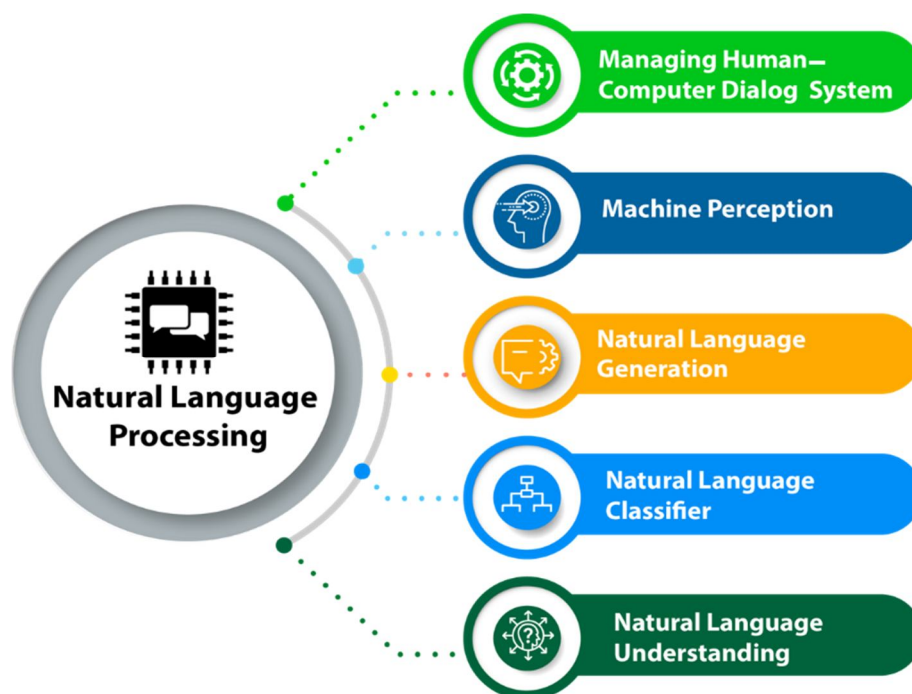 Managing Human—
Computer Dialog System
Machine Perception
Natural Language
Processing
Natural Language
Generation
Natural Language
Classifier
Natural Language
Understanding